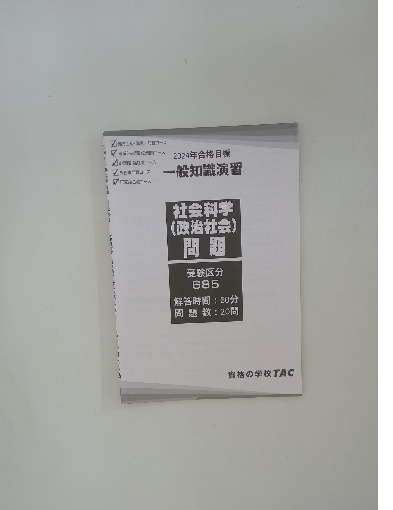 2024年合格目標
一般知識演習
社会科学
(政治社会)
問題
受験区分
685
解答時間：60分
問題数：20問
資格の学校TAC